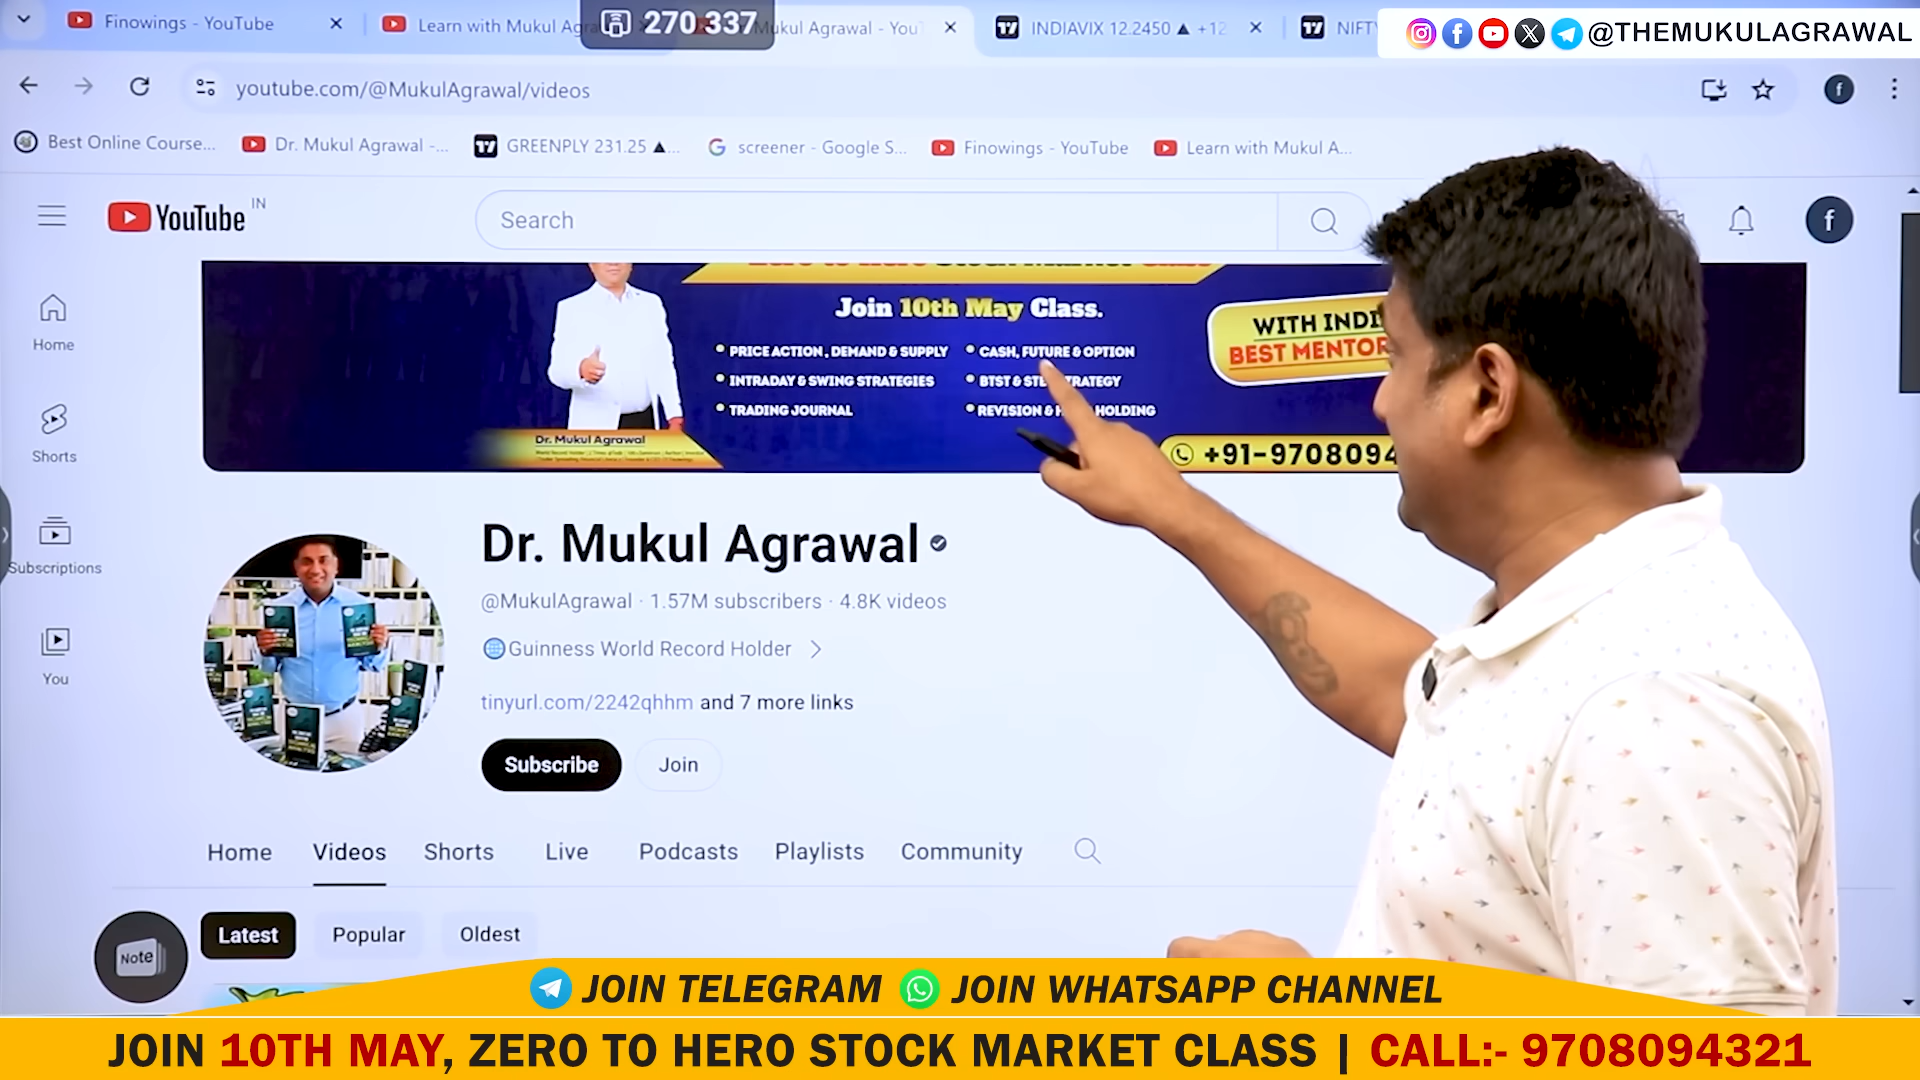 Finowings - YouTube
Learn with Mukul Agra
270.337
Mukul Agrawal - You
INDIAVIX 12.2450 ▲ +12
NIFTY
@THEMUKULAGRAWAL
youtube.com/@MukulAgrawal/videos
f
Best Online Course...
Dr. Mukul Agrawal -...
GREENPLY 231.25 ▲...
screener - Google S...
Finowings - YouTube
Learn with Mukul A...
YouTube IN
Search
f
Home
Shorts
Subscriptions
You
Join 10th May Class.
PRICE ACTION, DEMAND & SUPPLY
INTRADAY & SWING STRATEGIES
TRADING JOURNAL
CASH, FUTURE & OPTION
BTST & ST TRATEGY
REVISION & H HOLDING
WITH INDI
BEST MENTOR
Dr. Mukul Agrawal
+91-9708094
Dr. Mukul Agrawal
@MukulAgrawal · 1.57M subscribers · 4.8K videos
Guinness World Record Holder
tinyurl.com/2242qhhm and 7 more links
Subscribe
Join
Home
Videos
Shorts
Live
Podcasts
Playlists
Community
Note
Latest
Popular
Oldest
JOIN TELEGRAM JOIN WHATSAPP CHANNEL
JOIN 10TH MAY, ZERO TO HERO STOCK MARKET CLASS | CALL:- 9708094321